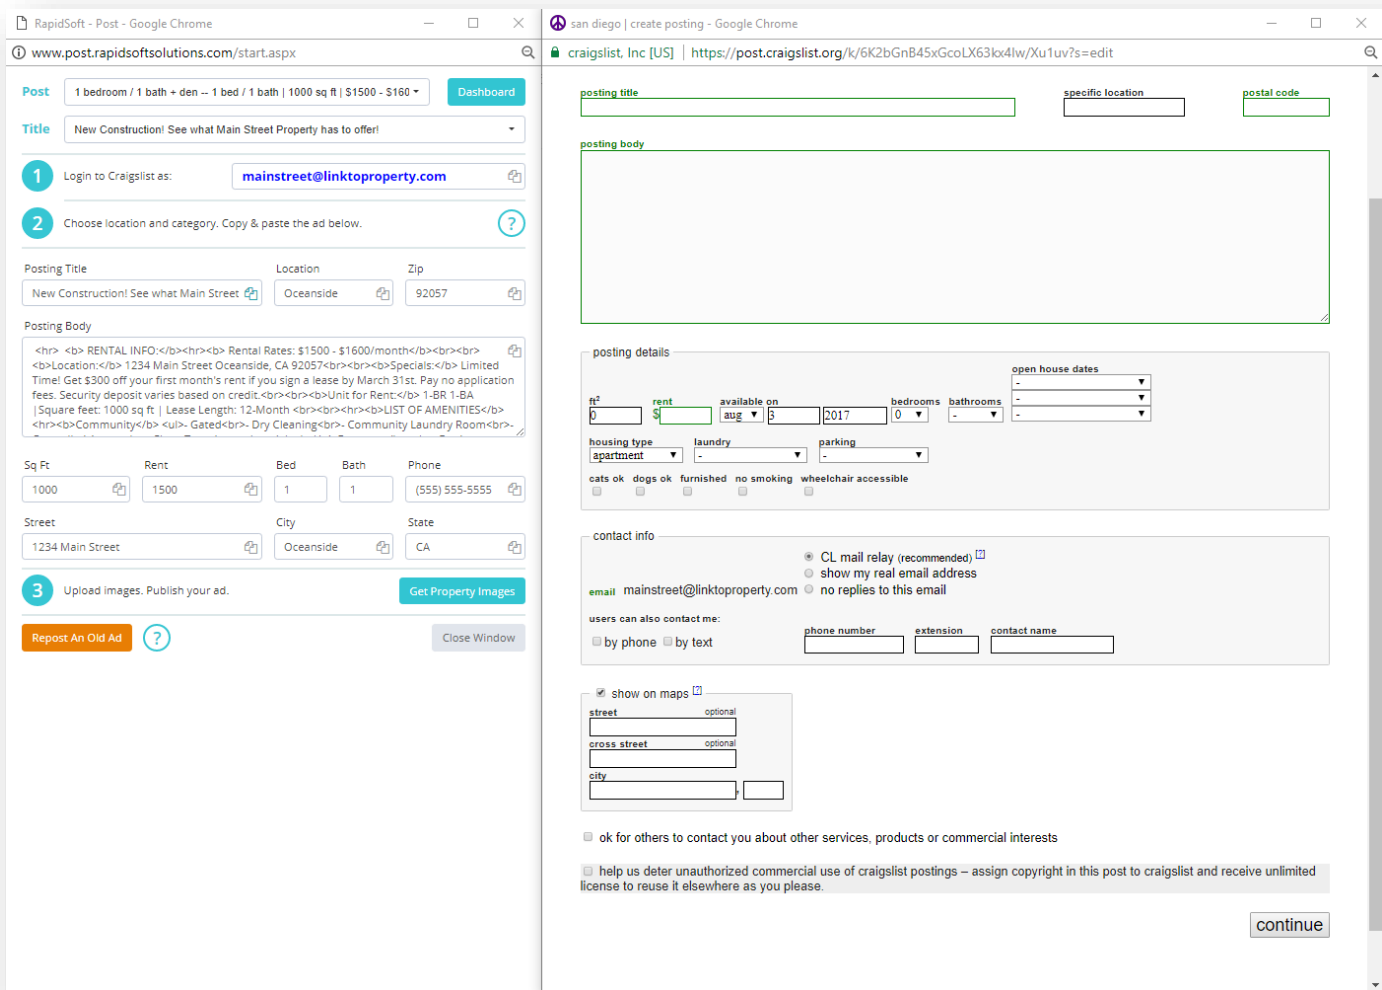 RapidSoft - Post - Google Chrome
www.post.rapidsoftsolutions.com/start.aspx
Post
1 bedroom / 1 bath + den -- 1 bed / 1 bath | 1000 sq ft | $1500 - $160
Dashboard
Title
New Construction! See what Main Street Property has to offer!
1
Login to Craigslist as:
mainstreet@linktoproperty.com
2
Choose location and category. Copy & paste the ad below.
?
Posting Title
Location
Zip
New Construction! See what Main Street
Oceanside
92057
Posting Body
<hr> <b> RENTAL INFO:</b><hr><b> Rental Rates: $1500 - $1600/month</b><br><br>
<b>Location:</b> 1234 Main Street Oceanside, CA 92057<br><br><b>Specials:</b> Limited
Time! Get $300 off your first month's rent if you sign a lease by March 31st. Pay no application
fees. Security deposit varies based on credit.<br><br><b>Unit for Rent:</b> 1-BR 1-BA
|Square feet: 1000 sq ft | Lease Length: 12-Month <br><br><hr><b>LIST OF AMENITIES</b>
<hr><b>Community</b> <ul>- Gated<br>- Dry Cleaning<br>- Community Laundry Room<br>-
Sq Ft
Rent
Bed
Bath
Phone
1000
1500
1
1
(555) 555-5555
Street
City
State
1234 Main Street
Oceanside
CA
3
Upload images. Publish your ad.
Get Property Images
Repost An Old Ad
?
Close Window
san diego | create posting - Google Chrome
craigslist, Inc [US]
https://post.craigslist.org/k/6K2bGnB45xGcoLX63kx4lw/Xu1uv?s=edit
posting title
specific location
postal code
posting body
posting details
open house dates
-
-
-
ft²
rent
available on
bedrooms
bathrooms
0
$
aug
3
2017
0
-
housing type
laundry
parking
apartment
-
-
cats ok
dogs ok
furnished
no smoking
wheelchair accessible
contact info
CL mail relay (recommended) [?]
show my real email address
email mainstreet@linktoproperty.com
no replies to this email
users can also contact me:
by phone
by text
phone number
extension
contact name
show on maps [?]
street
optional
cross street
optional
city
,
ok for others to contact you about other services, products or commercial interests
help us deter unauthorized commercial use of craigslist postings – assign copyright in this post to craigslist and receive unlimited
license to reuse it elsewhere as you please.
continue